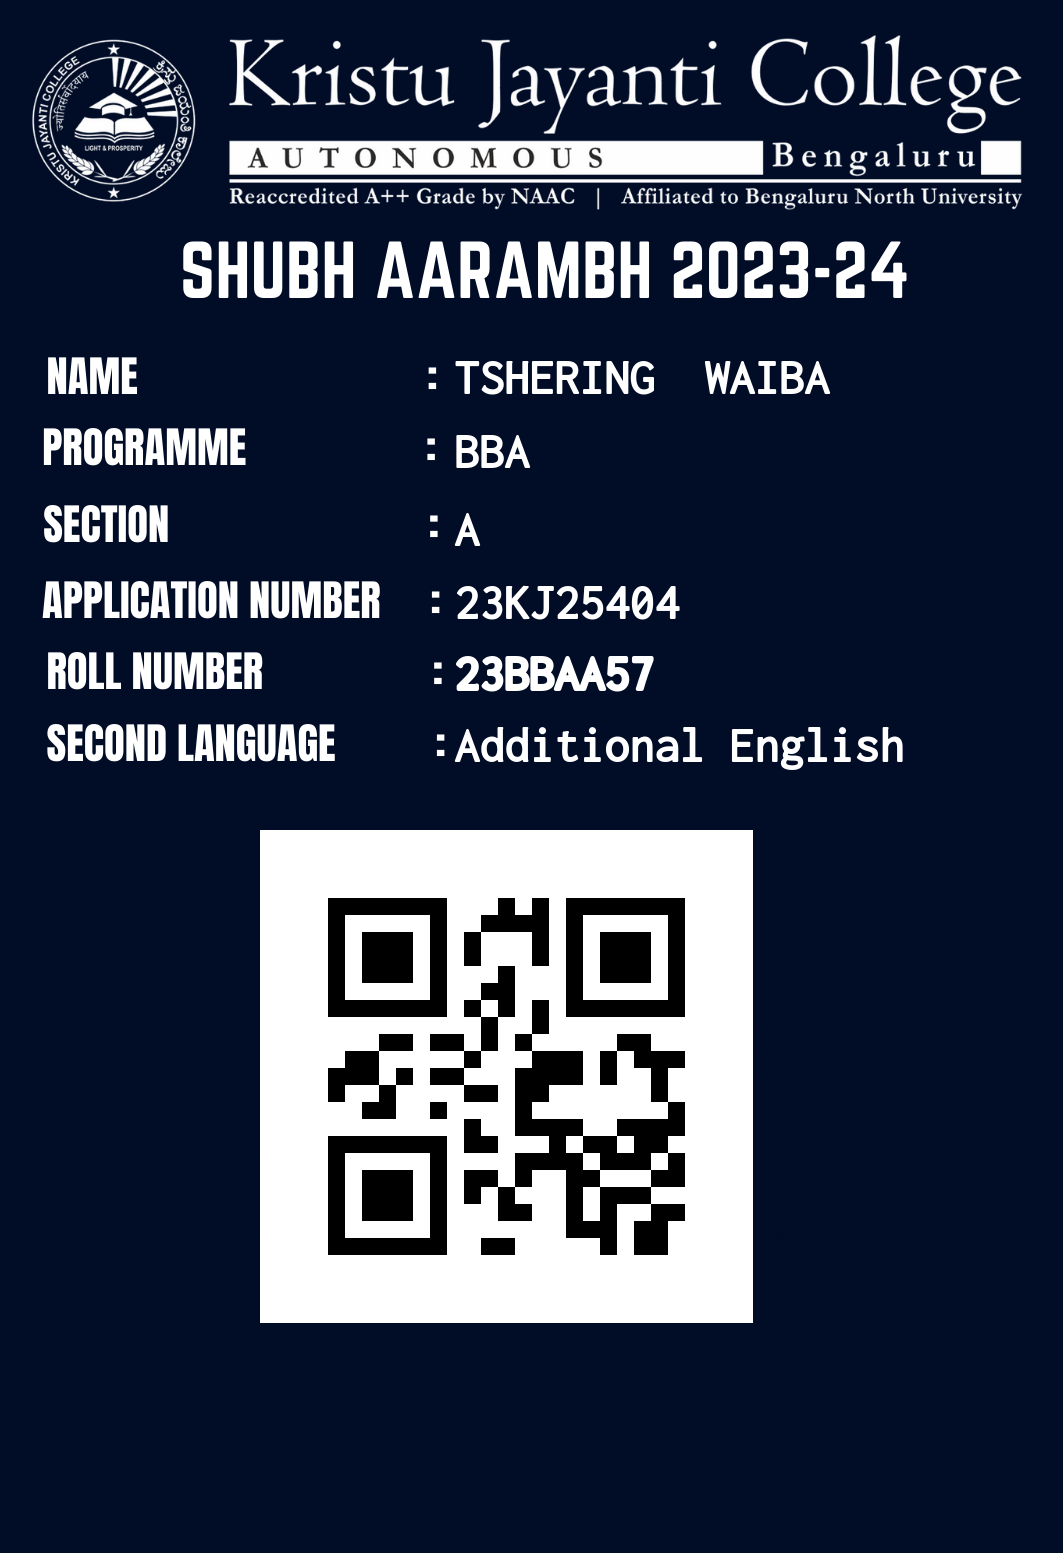 Kristu Jayanti College
AUTONOMOUS Bengaluru
Reaccredited A++ Grade by NAAC | Affiliated to Bengaluru North University
KRISTU JAYANTI COLLEGE
LIGHT & PROSPERITY
SHUBH AARAMBH 2023-24
NAME : TSHERING WAIBA
PROGRAMME : BBA
SECTION : A
APPLICATION NUMBER : 23KJ25404
ROLL NUMBER : 23BBAA57
SECOND LANGUAGE : Additional English